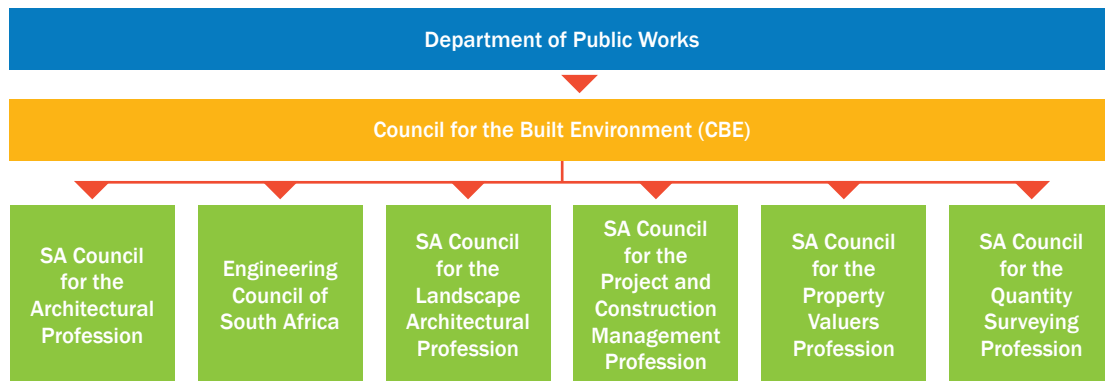 Department of Public Works
Council for the Built Environment (CBE)
SA Council
for the
Architectural
Profession
Engineering
Council of
South Africa
SA Council
for the
Landscape
Architectural
Profession
SA Council
for the
Project and
Construction
Management
Profession
SA Council
for the
Property
Valuers
Profession
SA Council
for the
Quantity
Surveying
Profession